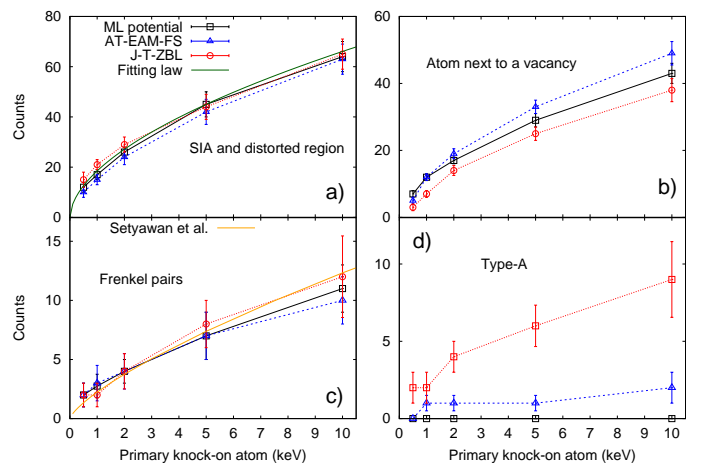 80
60
40
20
0
Counts
ML potential
AT-EAM-FS
J-T-ZBL
Fitting law
SIA and distorted region
a)
60
40
20
0
Atom next to a vacancy
b)
15
10
5
0
Counts
Setyawan et al.
Frenkel pairs
c)
0 1 2 3 4 5 6 7 8 9 10
Primary knock-on atom (keV)
d)
Type-A
0 1 2 3 4 5 6 7 8 9 10
Primary knock-on atom (keV)